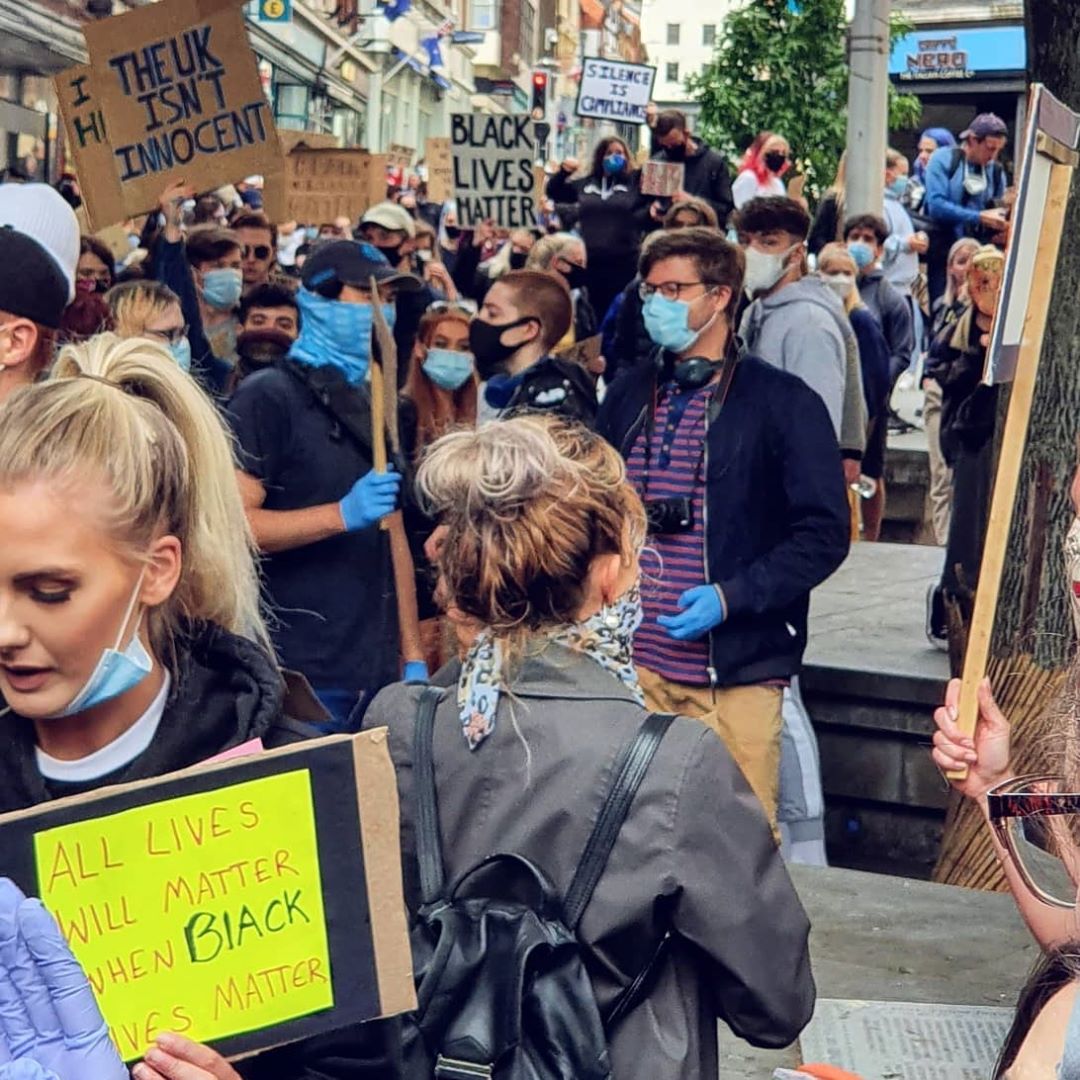 I
H
THE UK
ISN'T
INNOCENT
BLACK
LIVES
MATTER
SILENCE
IS
COMPLIANCE
CAFFÈ
NERO
E
ALL LIVES
WILL MATTER
WHEN BLACK
LIVES MATTER